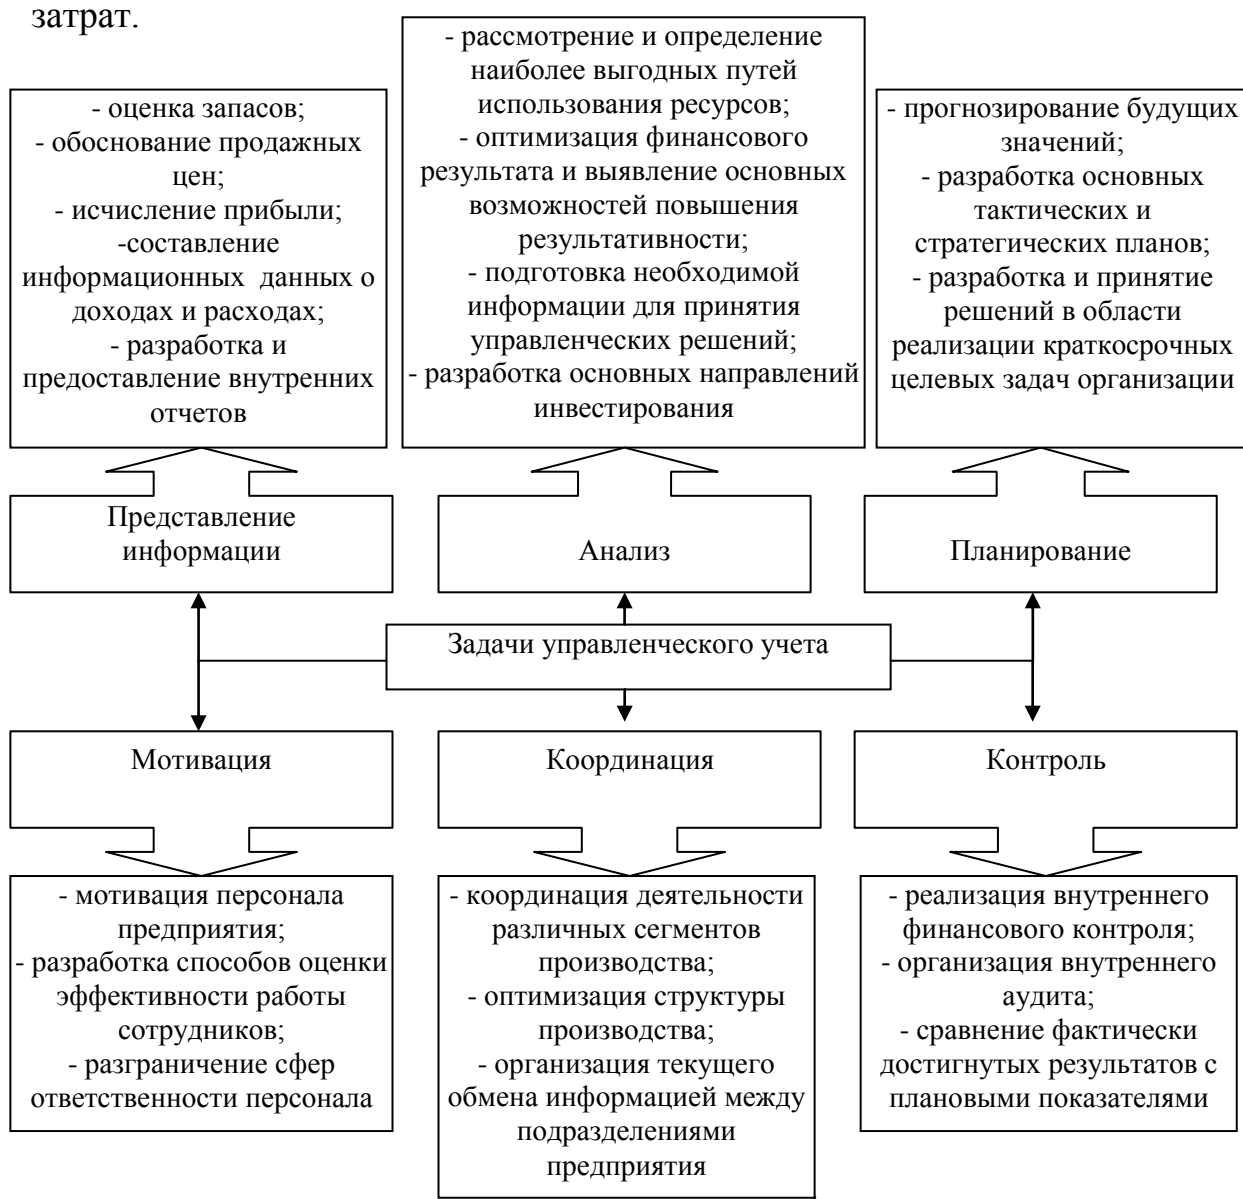 затрат.
- оценка запасов;
- обоснование продажных
цен;
- исчисление прибыли;
-составление
информационных данных о
доходах и расходах;
- разработка и
предоставление внутренних
отчетов
- рассмотрение и определение
наиболее выгодных путей
использования ресурсов;
- оптимизация финансового
результата и выявление основных
возможностей повышения
результативности;
- подготовка необходимой
информации для принятия
управленческих решений;
- разработка основных направлений
инвестирования
- прогнозирование будущих
значений;
- разработка основных
тактических и
стратегических планов;
- разработка и принятие
решений в области
реализации краткосрочных
целевых задач организации
Представление
информации
Анализ
Планирование
Задачи управленческого учета
Мотивация
Координация
Контроль
- мотивация персонала
предприятия;
- разработка способов оценки
эффективности работы
сотрудников;
- разграничение сфер
ответственности персонала
- координация деятельности
различных сегментов
производства;
- оптимизация структуры
производства;
- организация текущего
обмена информацией между
подразделениями
предприятия
- реализация внутреннего
финансового контроля;
- организация внутреннего
аудита;
- сравнение фактически
достигнутых результатов с
плановыми показателями